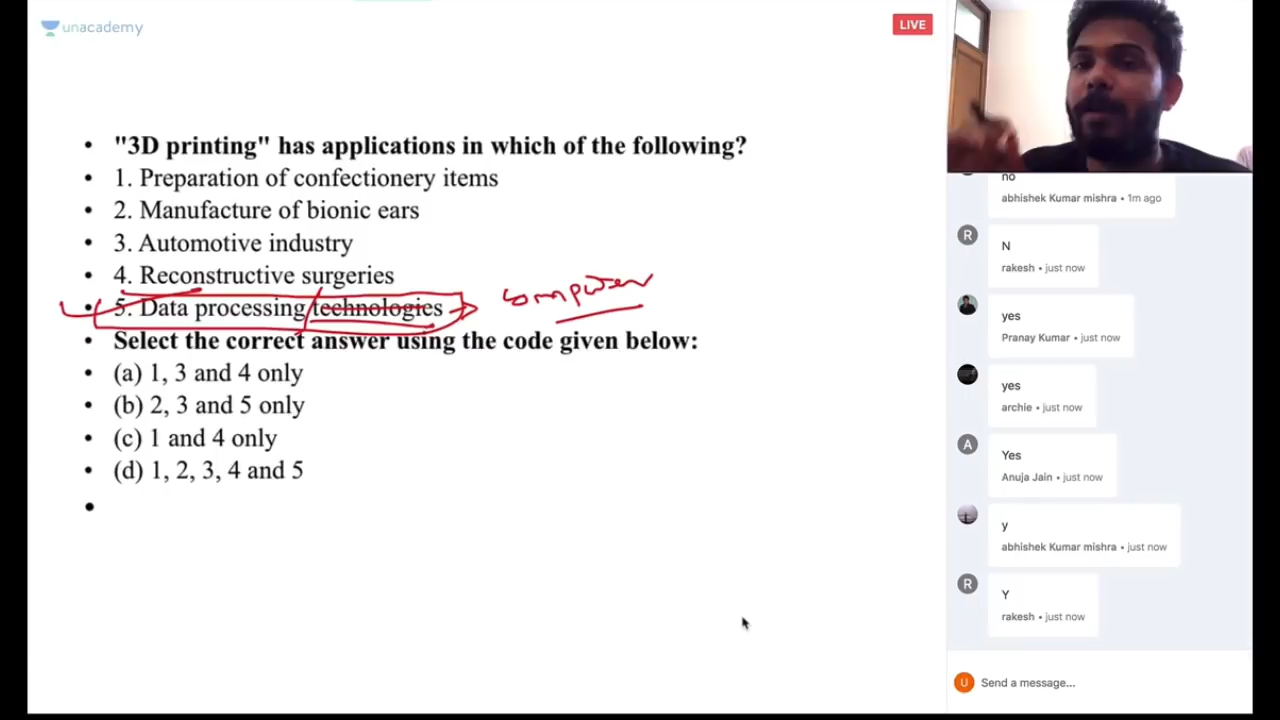 unacademy
LIVE
• "3D printing" has applications in which of the following?
• 1. Preparation of confectionery items
• 2. Manufacture of bionic ears
• 3. Automotive industry
• 4. Reconstructive surgeries
• 5. Data processing technologies
computer
• Select the correct answer using the code given below:
• (a) 1, 3 and 4 only
• (b) 2, 3 and 5 only
• (c) 1 and 4 only
• (d) 1, 2, 3, 4 and 5
•
no
abhishek Kumar mishra • 1m ago
R
N
rakesh • just now
yes
Pranay Kumar • just now
yes
archie • just now
A
Yes
Anuja Jain • just now
y
abhishek Kumar mishra • just now
R
Y
rakesh • just now
U
Send a message...